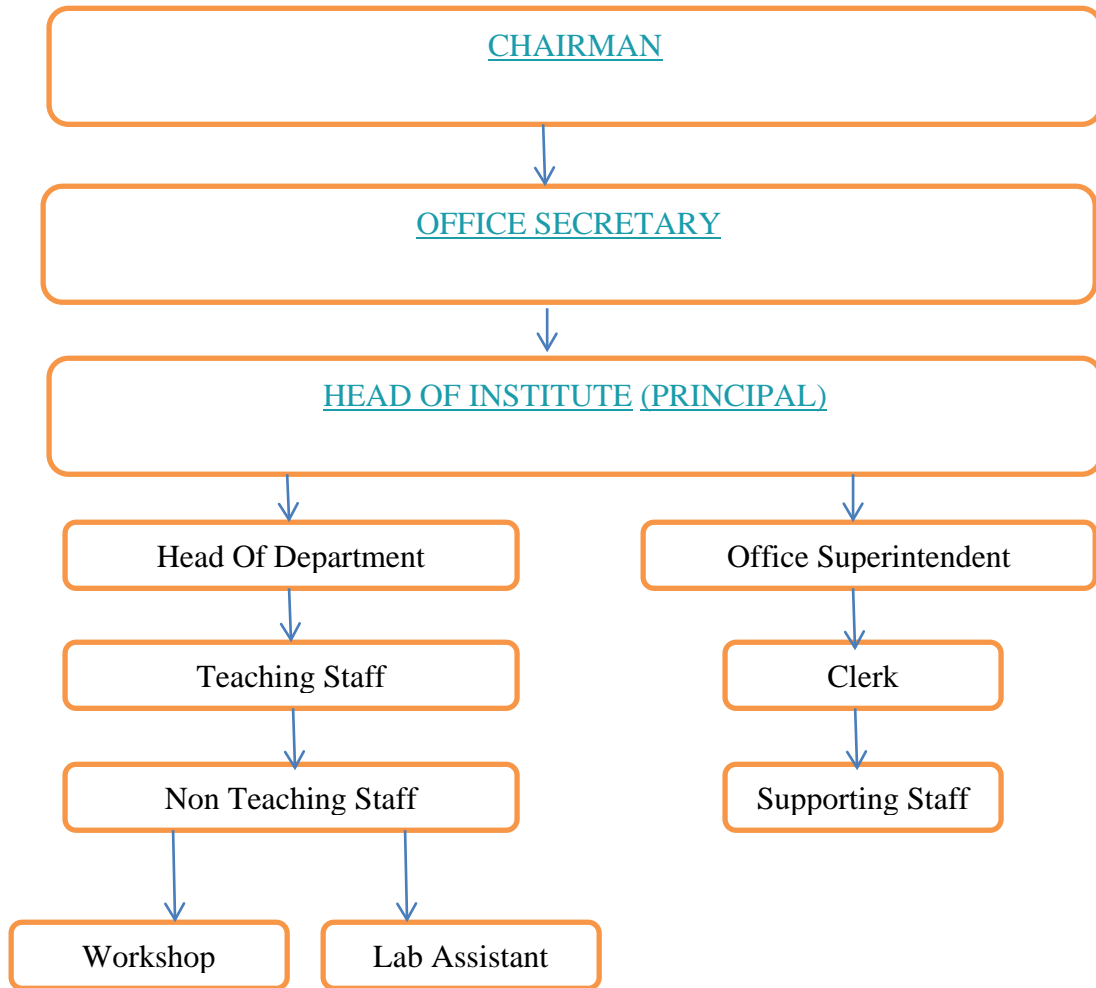 CHAIRMAN
OFFICE SECRETARY
HEAD OF INSTITUTE (PRINCIPAL)
Head Of Department
Office Superintendent
Teaching Staff
Clerk
Non Teaching Staff
Supporting Staff
Workshop
Lab Assistant